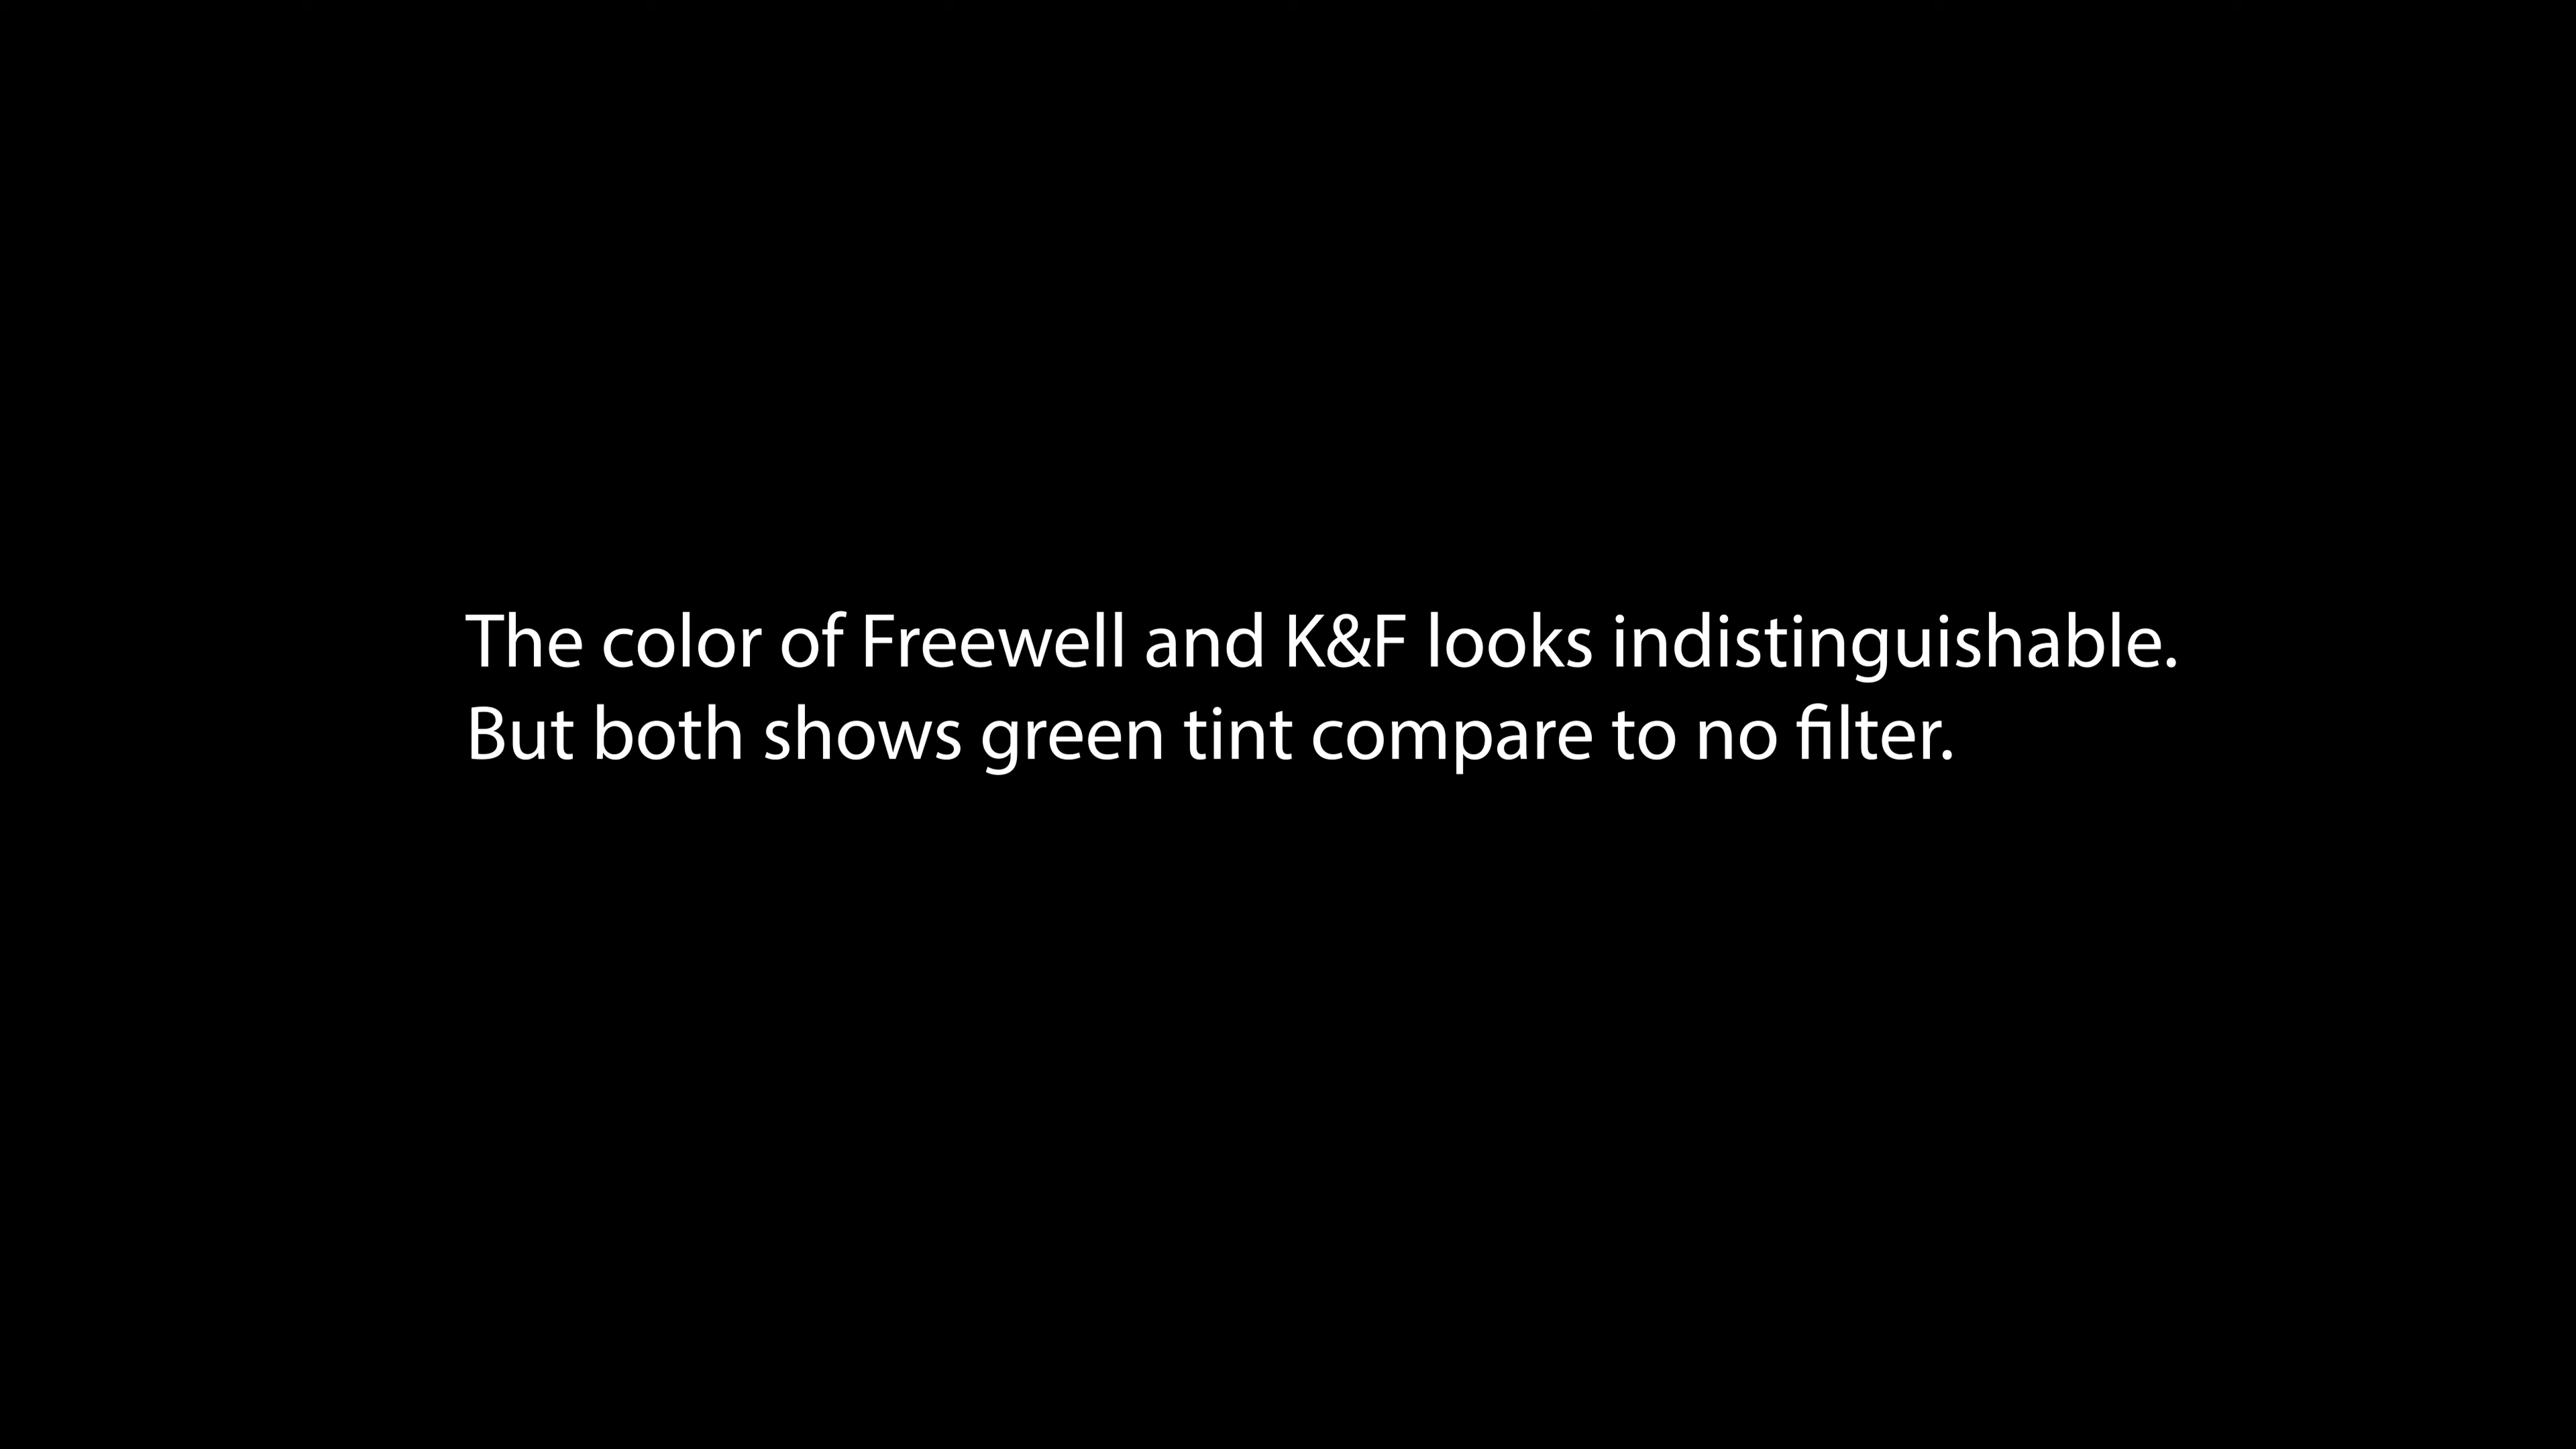 The color of Freewell and K&F looks indistinguishable.
But both shows green tint compare to no filter.